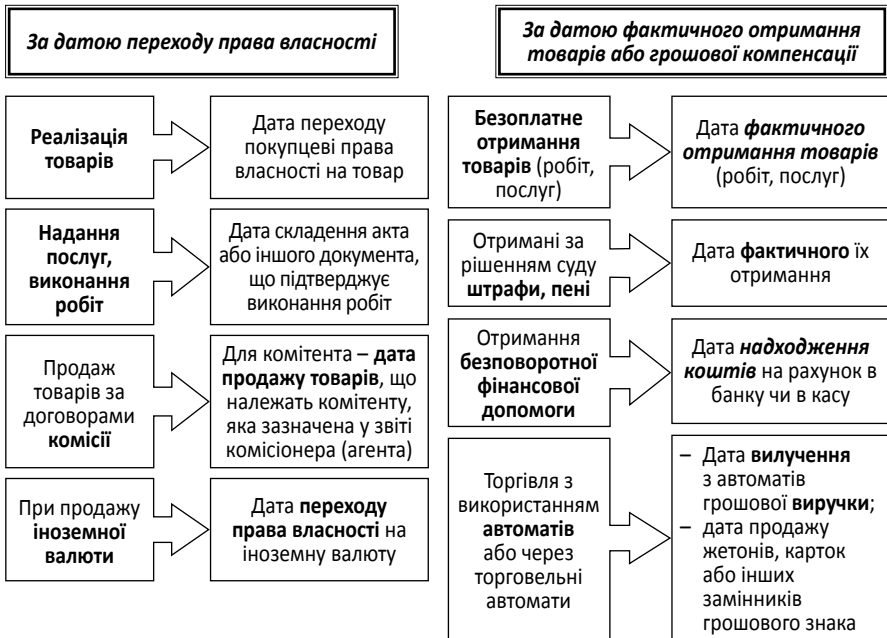 За датою переходу права власності
Реалізація
товарів
Дата переходу
покупцеві права
власності на товар
Надання
послуг,
виконання
робіт
Дата складення акта
або іншого документа,
що підтверджує
виконання робіт
Продаж
товарів за
договорами
комісії
Для комітента – дата
продажу товарів, що
належать комітенту,
яка зазначена у звіті
комісіонера (агента)
При продажу
іноземної
валюти
Дата переходу
права власності на
іноземну валюту
За датою фактичного отримання
товарів або грошової компенсації
Безоплатне
отримання
товарів (робіт,
послуг)
Дата фактичного
отримання товарів
(робіт, послуг)
Отримані за
рішенням суду
штрафи, пені
Дата фактичного їх
отримання
Отримання
безповоротної
фінансової
допомоги
Дата надходження
коштів на рахунок в
банку чи в касу
Торгівля з
використанням
автоматів
або через
торговельні
автомати
– Дата вилучення
з автоматів
грошової виручки;
– дата продажу
жетонів, карток
або інших
замінників
грошового знака